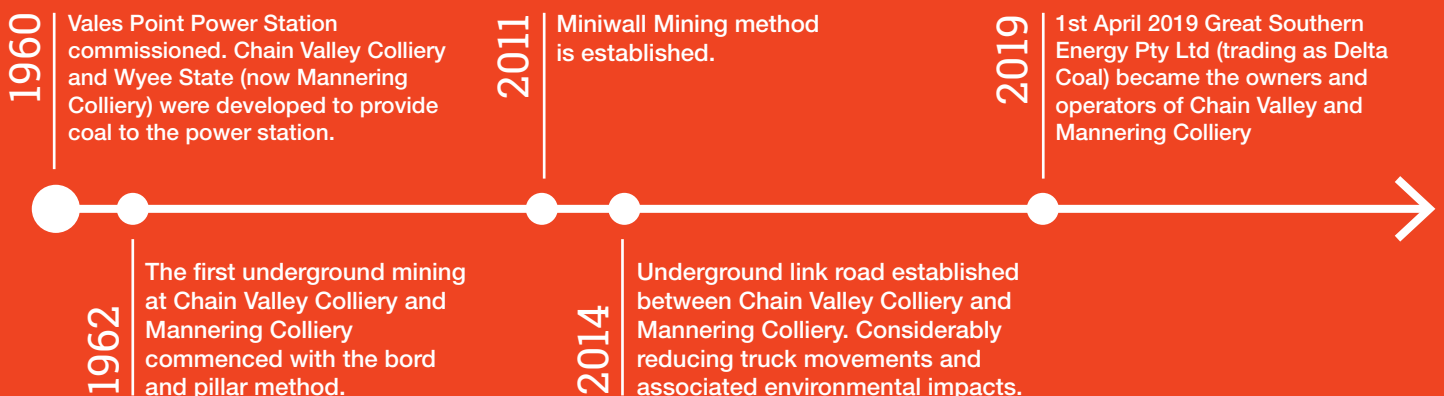 1960
Vales Point Power Station
commissioned. Chain Valley Colliery
and Wyee State (now Mannering
Colliery) were developed to provide
coal to the power station.
1962
The first underground mining
at Chain Valley Colliery and
Mannering Colliery
commenced with the bord
and pillar method.
2011
Miniwall Mining method
is established.
2014
Underground link road established
between Chain Valley Colliery and
Mannering Colliery. Considerably
reducing truck movements and
associated environmental impacts.
2019
1st April 2019 Great Southern
Energy Pty Ltd (trading as Delta
Coal) became the owners and
operators of Chain Valley and
Mannering Colliery